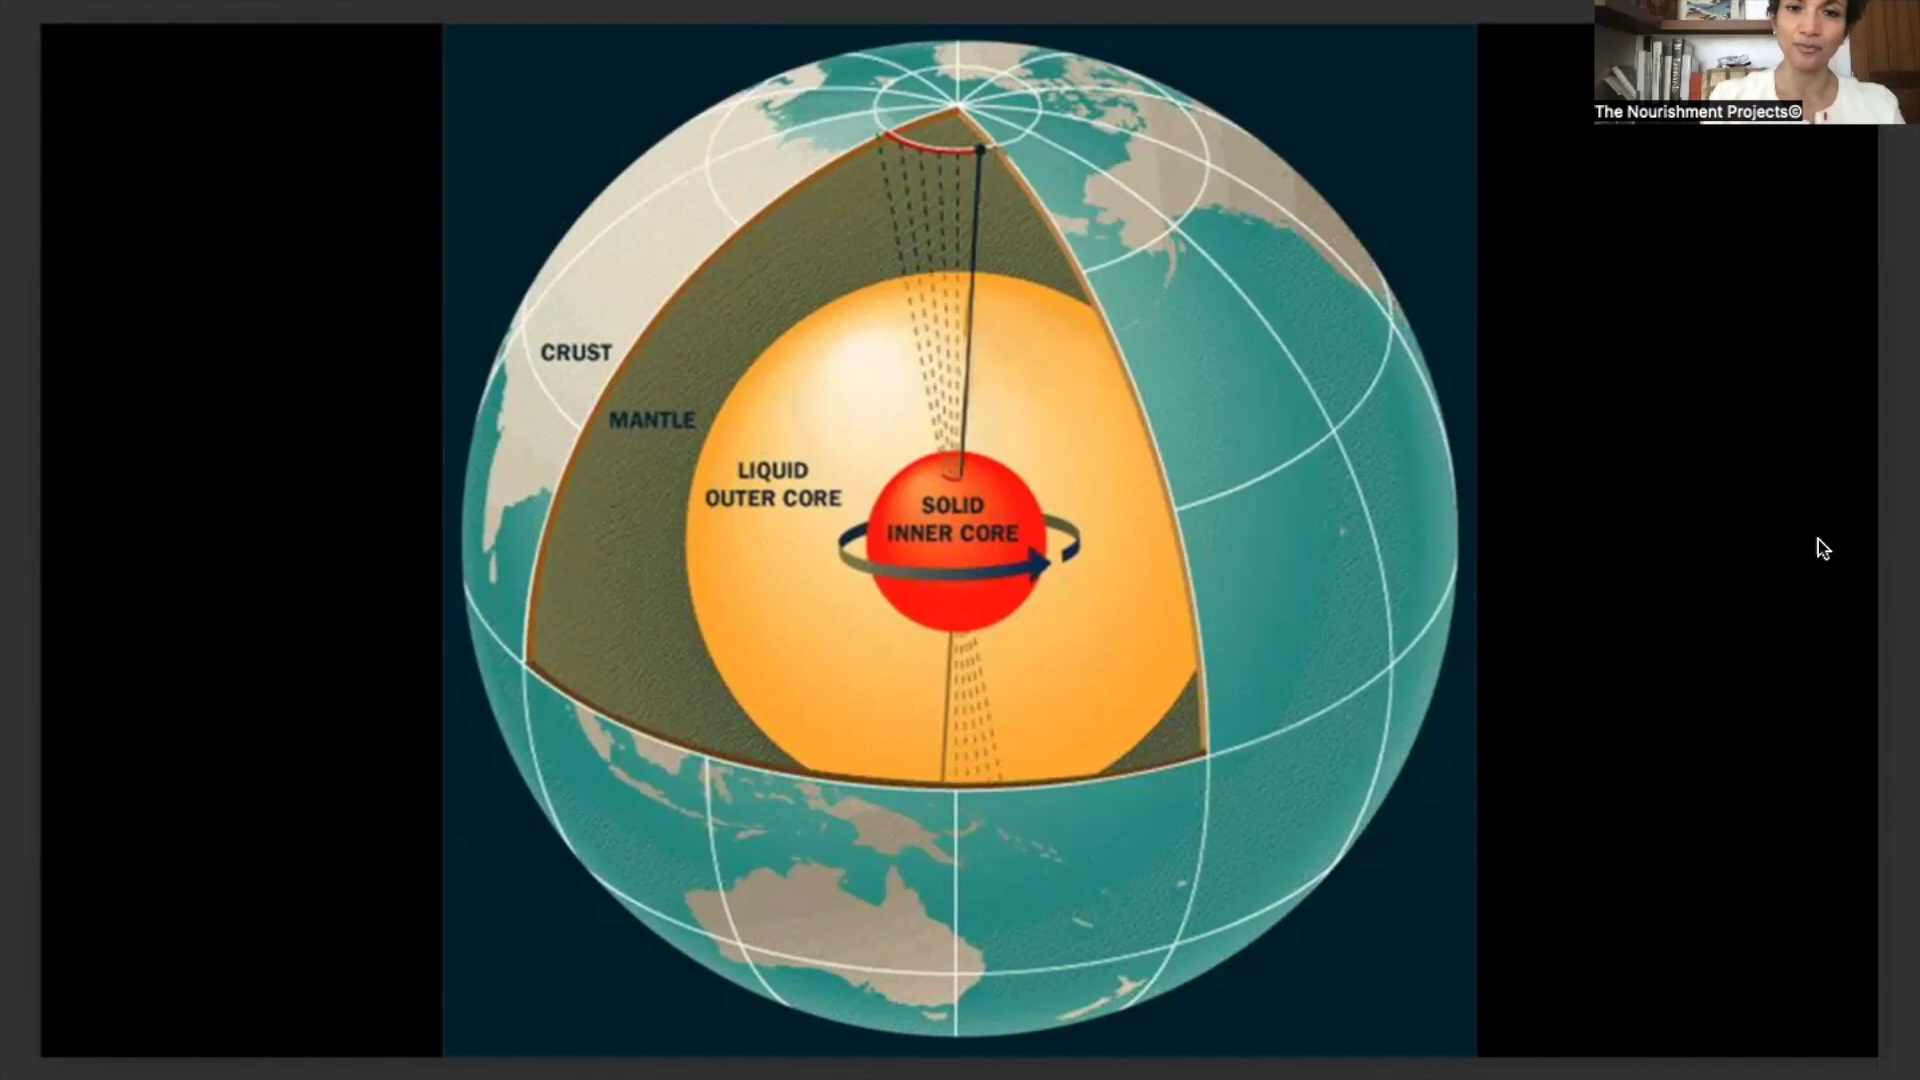 The Nourishment Projects©
CRUST
MANTLE
LIQUID
OUTER CORE
SOLID
INNER CORE